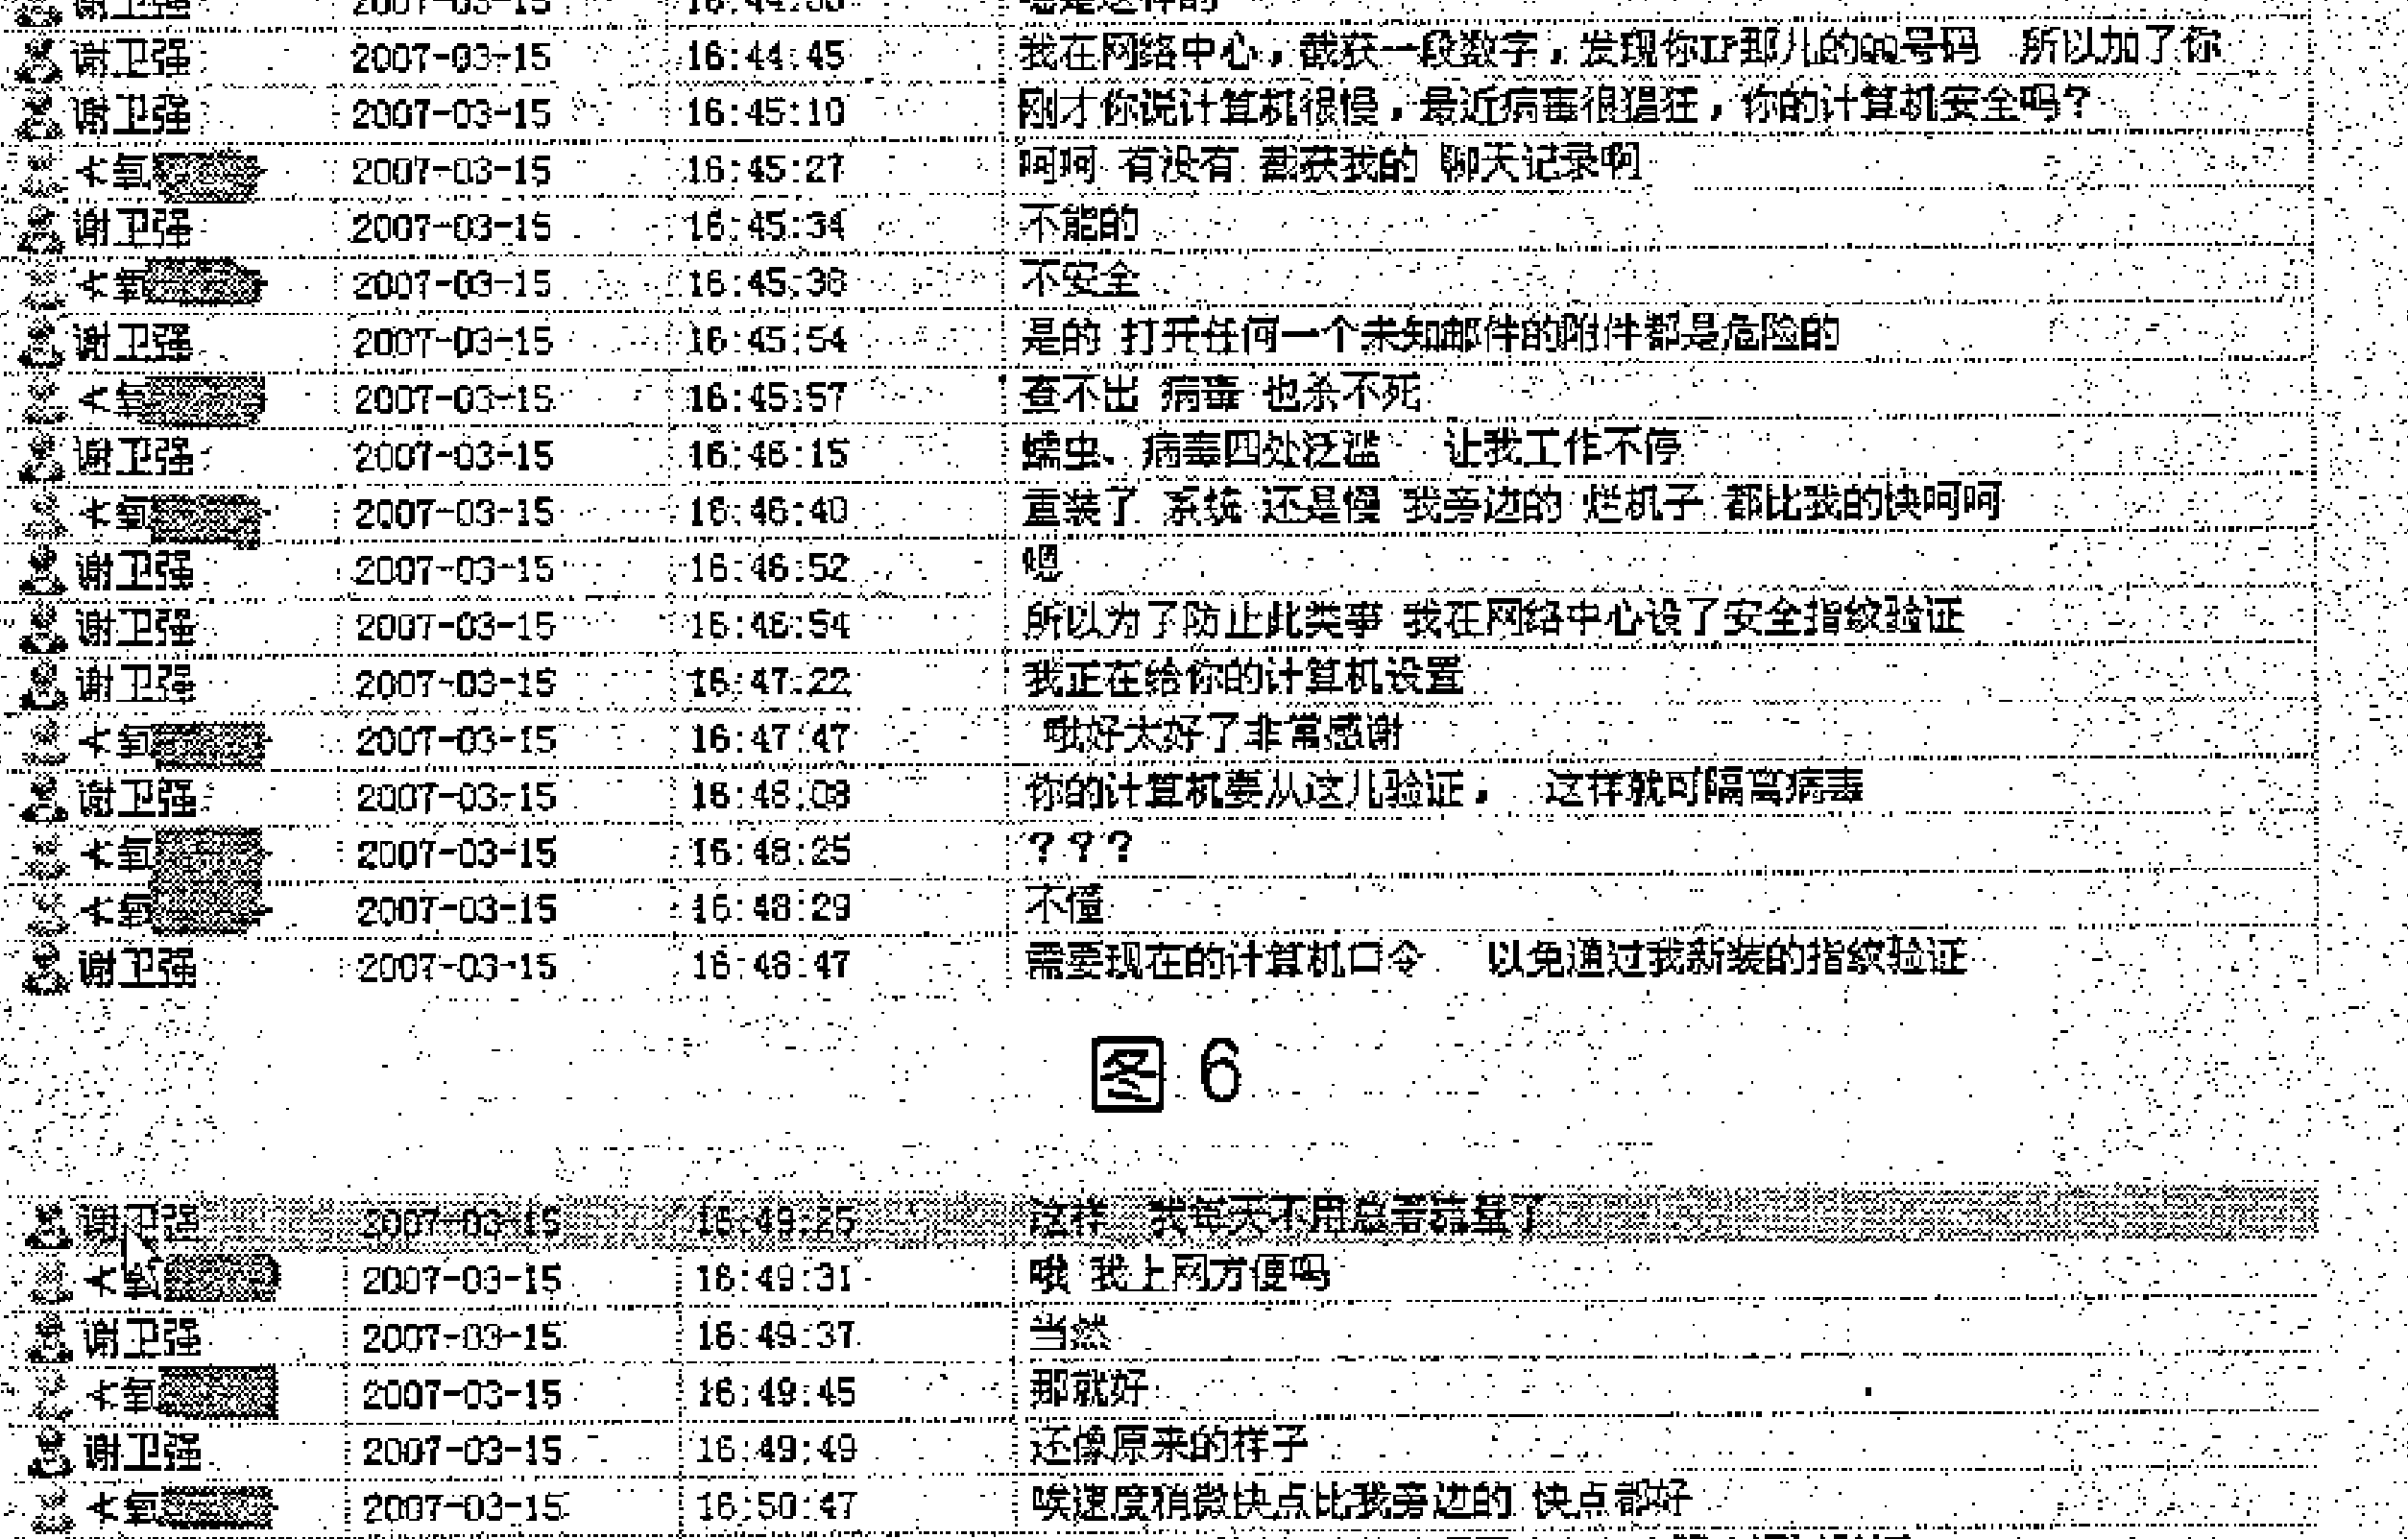 谢卫强 2007-03-15 16:44:45 我在网络中心，截获一段数字，发现你IP那儿的QQ号码 所以加了你
谢卫强 2007-03-15 16:45:10 刚才你说计算机很慢，最近病毒很猖狂，你的计算机安全吗？
氧 2007-03-15 16:45:27 呵呵 有没有 截获我的 聊天记录啊
谢卫强 2007-03-15 16:45:34 不能的
氧 2007-03-15 16:45:38 不安全
谢卫强 2007-03-15 16:45:54 是的 打开任何一个未知邮件的附件都是危险的
2007-03-15 16:45:57 查不出 病毒 也杀不死
谢卫强 2007-03-15 16:46:15 蠕虫、病毒四处泛滥 让我工作不停
氧 2007-03-15 16:46:40 重装了 系统 还是慢 我旁边的 烂机子 都比我的快呵呵
谢卫强 2007-03-15 16:46:52 嗯
谢卫强 2007-03-15 16:46:54 所以为了防止此类事 我在网络中心设了安全指纹验证
谢卫强 2007-03-15 16:47:22 我正在给你的计算机设置
氧 2007-03-15 16:47:47 哦好太好了非常感谢
谢卫强 2007-03-15 16:48:08 你的计算机要从这儿验证， 这样就可隔离病毒
氧 2007-03-15 16:48:25 ？？？
氧 2007-03-15 16:48:29 不懂
谢卫强 2007-03-15 16:48:47 需要现在的计算机口令 以免通过我新装的指纹验证
图 6
谢卫强 2007-03-15 16:49:25 这样 我每天不用总看流量了
氧 2007-03-15 16:49:31 哦 我上网方便吗
谢卫强 2007-03-15 16:49:37 当然
氧 2007-03-15 16:49:45 那就好
谢卫强 2007-03-15 16:49:49 还像原来的样子
氧 2007-03-15 16:50:47 唉速度稍微快点比我旁边的 快点都好